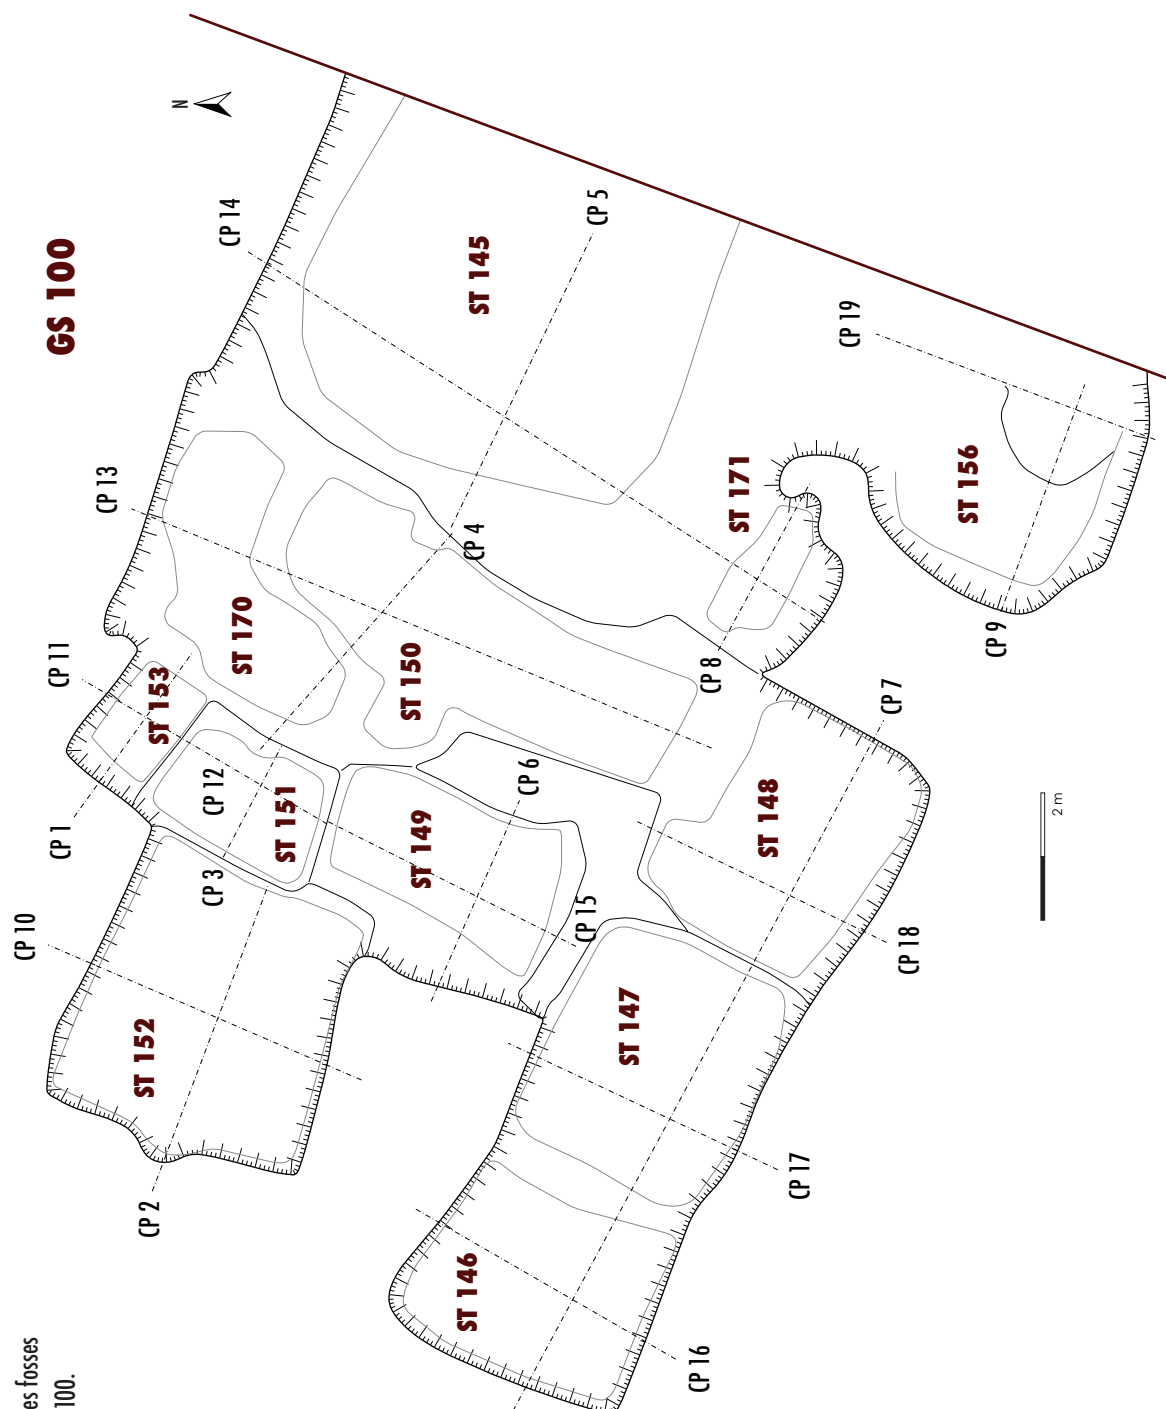 GS 100
N
CP 14
CP 5
ST 145
CP 19
CP 13
CP 4
ST 171
ST 156
CP 11
ST 153
ST 170
ST 150
CP 8
CP 9
CP 7
CP 1
CP 12
ST 151
CP 6
ST 149
ST 148
2 m
CP 3
CP 10
CP 15
CP 18
ST 152
ST 147
CP 2
CP 17
ST 146
CP 16
es fosses
100.